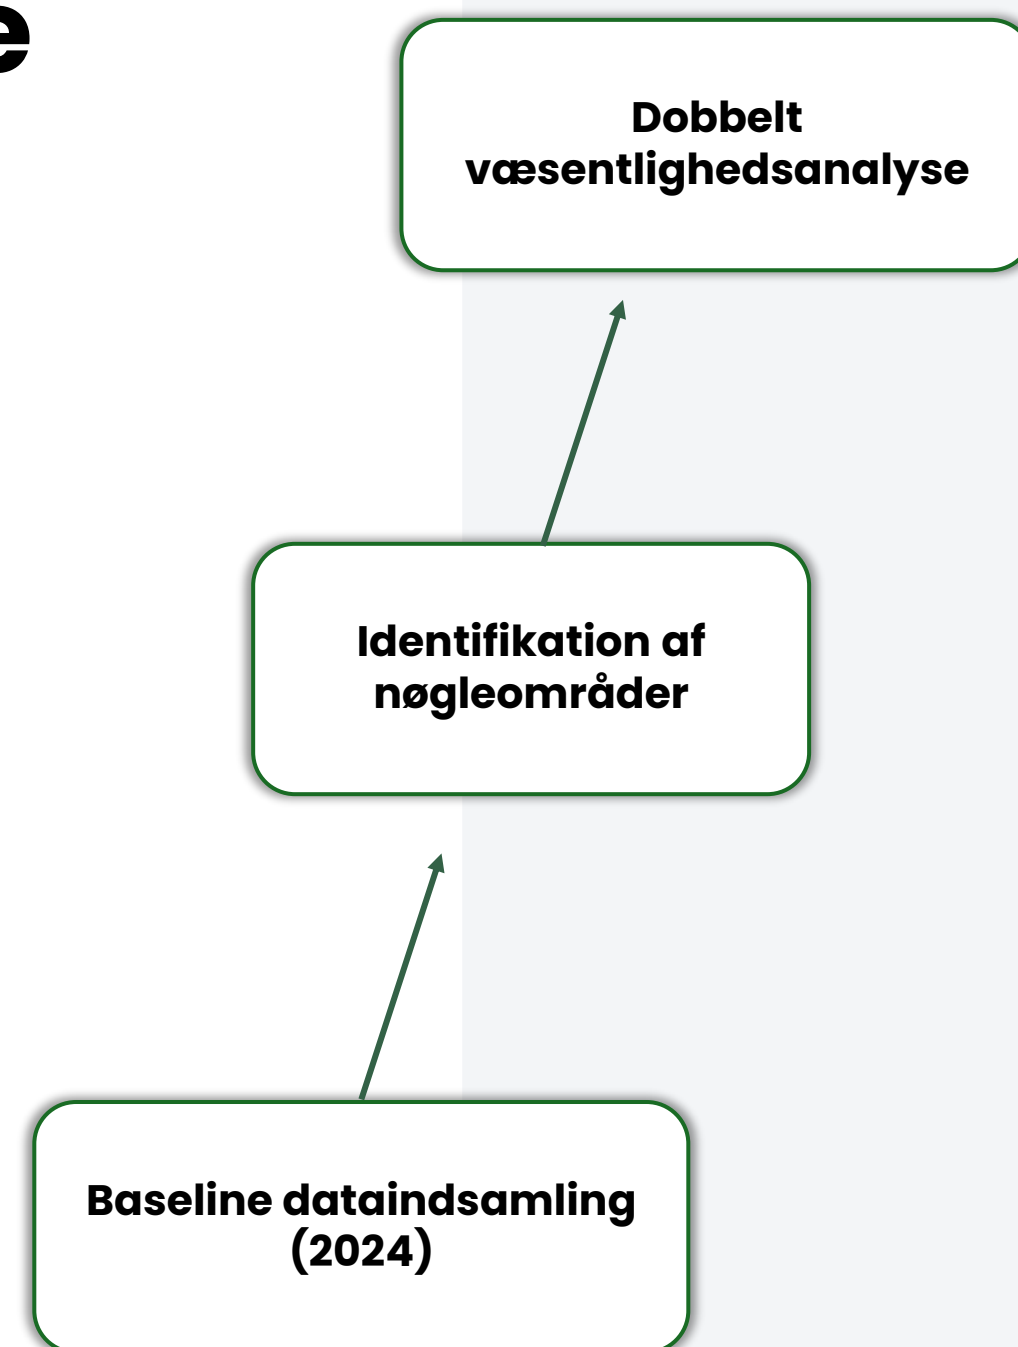 e
Dobbelt
væsentlighedsanalyse
Identifikation af
nøgleområder
Baseline dataindsamling
(2024)